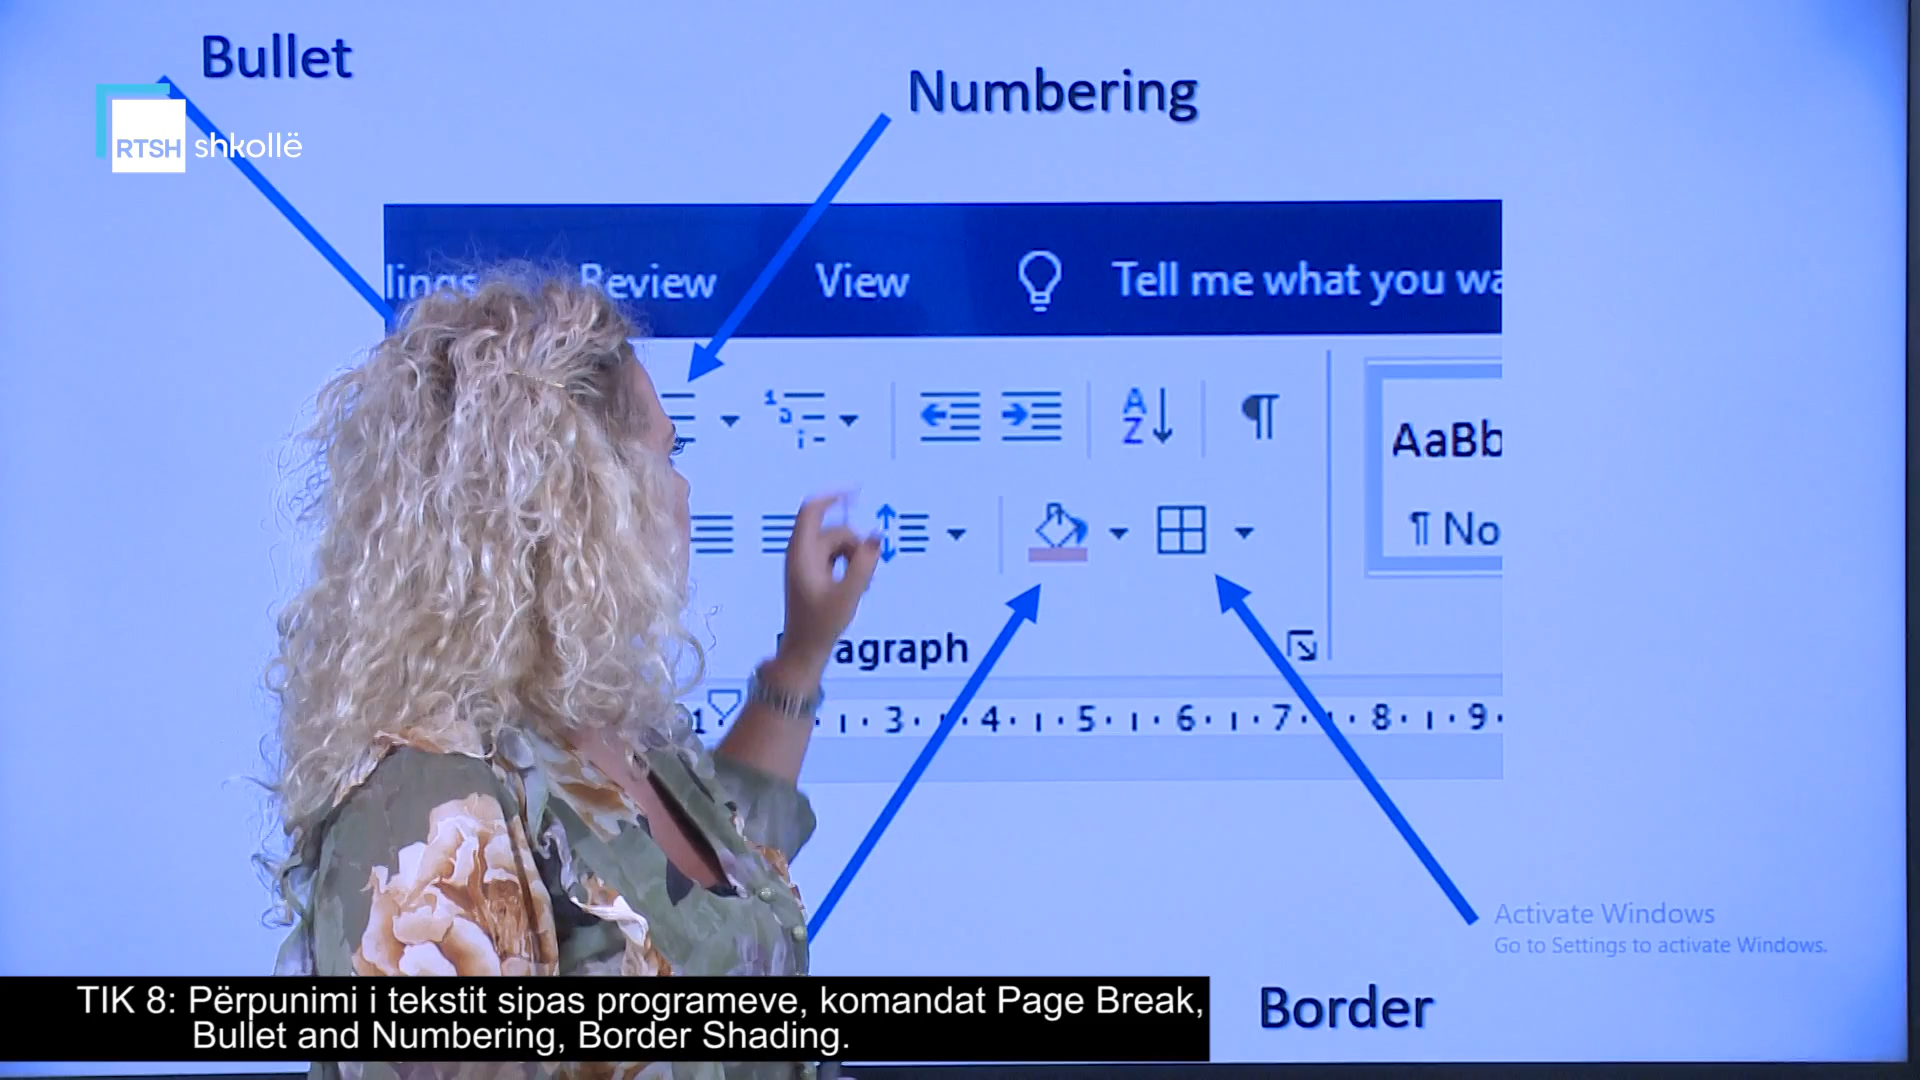 Bullet
Numbering
RTSH shkollë
lings Review View Tell me what you wa
AaBb
¶ No
agraph
1 · 3 · 4 · 5 · 6 · 7 · 8 · 9
Activate Windows
Go to Settings to activate Windows.
Border
TIK 8: Përpunimi i tekstit sipas programeve, komandat Page Break,
Bullet and Numbering, Border Shading.